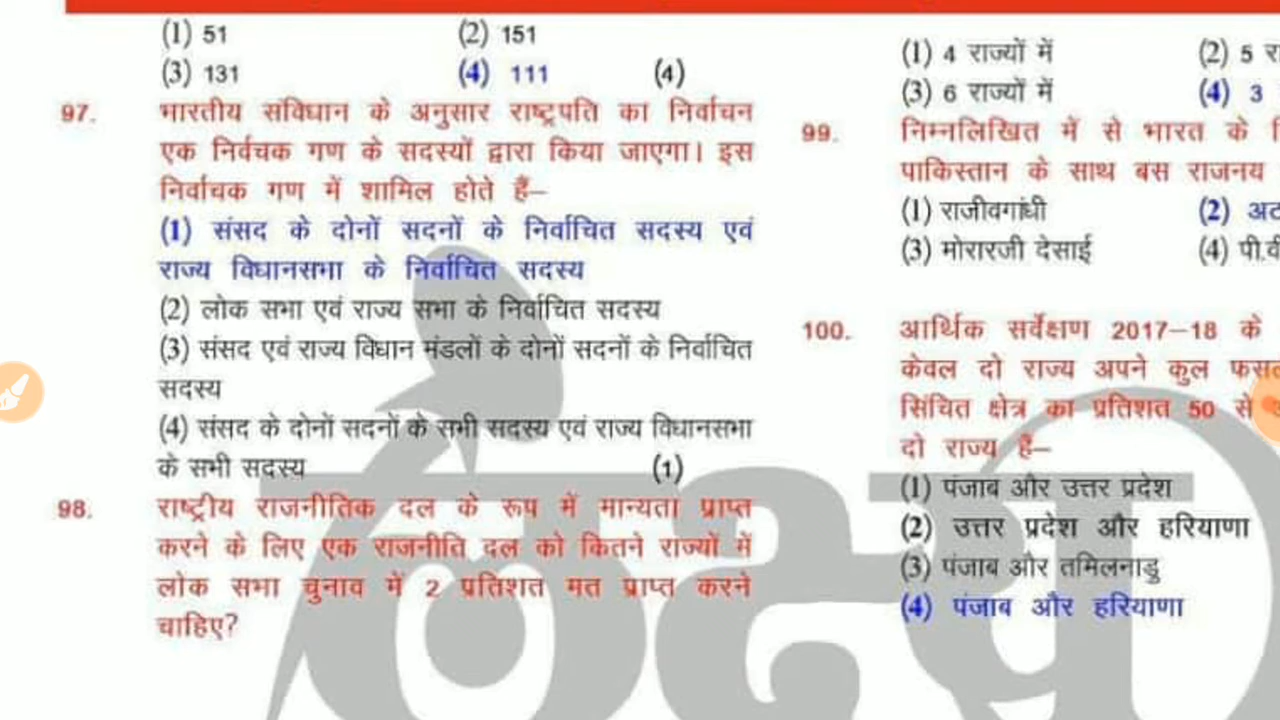 (1) 51 (2) 151
(3) 131 (4) 111 (4)
97. भारतीय संविधान के अनुसार राष्ट्रपति का निर्वाचन
एक निर्वचक गण के सदस्यों द्वारा किया जाएगा। इस
निर्वाचक गण में शामिल होते हैं–
(1) संसद के दोनों सदनों के निर्वाचित सदस्य एवं
राज्य विधानसभा के निर्वाचित सदस्य
(2) लोक सभा एवं राज्य सभा के निर्वाचित सदस्य
(3) संसद एवं राज्य विधान मंडलों के दोनों सदनों के निर्वाचित
सदस्य
(4) संसद के दोनों सदनों के सभी सदस्य एवं राज्य विधानसभा
के सभी सदस्य (1)
98. राष्ट्रीय राजनीतिक दल के रूप में मान्यता प्राप्त
करने के लिए एक राजनीति दल को कितने राज्यों में
लोक सभा चुनाव में 2 प्रतिशत मत प्राप्त करने
चाहिए?
(1) 4 राज्यों में (2) 5
(3) 6 राज्यों में (4) 3
99. निम्नलिखित में से भारत के
पाकिस्तान के साथ बस राजनय
(1) राजीवगांधी (2)
(3) मोरारजी देसाई (4) पी.वी
100. आर्थिक सर्वेक्षण 2017–18 के
केवल दो राज्य अपने कुल
सिंचित क्षेत्र का प्रतिशत 50 से
दो राज्य हैं–
(1) पंजाब और उत्तर प्रदेश
(2) उत्तर प्रदेश और हरियाणा
(3) पंजाब और तमिलनाडु
(4) पंजाब और हरियाणा